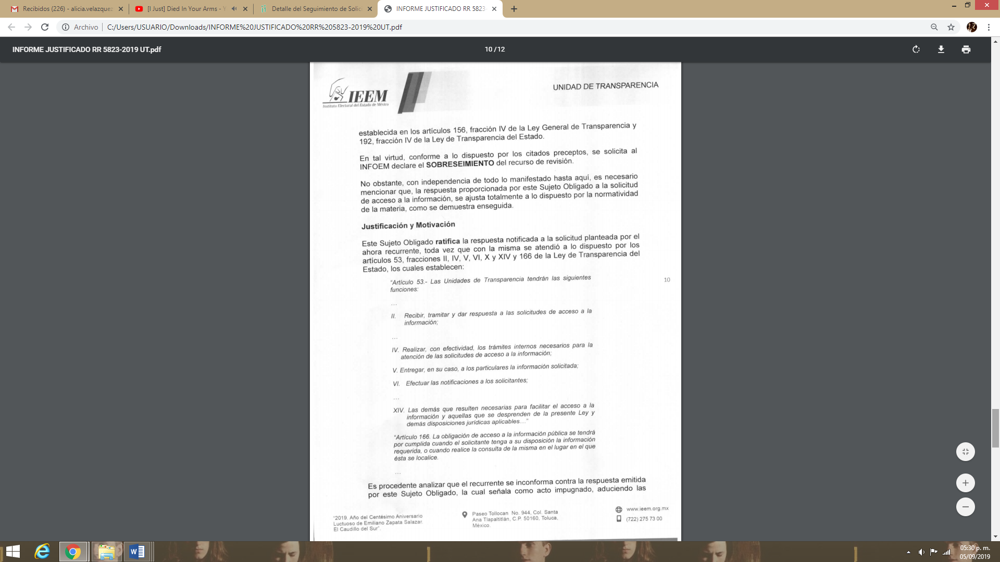 Recibidos (226) - alicia.velazquez
[I Just] Died In Your Arms - Y
Detalle del Seguimiento de Solic
INFORME JUSTIFICADO RR 5823-
Archivo
C:/Users/USUARIO/Downloads/INFORME%20JUSTIFICADO%20RR%205823-2019%20UT.pdf
INFORME JUSTIFICADO RR 5823-2019 UT.pdf
10 / 12
IEEM
Instituto Electoral del Estado de México
UNIDAD DE TRANSPARENCIA
establecida en los artículos 156, fracción IV de la Ley General de Transparencia y
192, fracción IV de la Ley de Transparencia del Estado.
En tal virtud, conforme a lo dispuesto por los citados preceptos, se solicita al
INFOEM declare el SOBRESEIMIENTO del recurso de revisión.
No obstante, con independencia de todo lo manifestado hasta aquí, es necesario
mencionar que, la respuesta proporcionada por este Sujeto Obligado a la solicitud
de acceso a la información, se ajusta totalmente a lo dispuesto por la normatividad
de la materia, como se demuestra enseguida.
Justificación y Motivación
Este Sujeto Obligado ratifica la respuesta notificada a la solicitud planteada por el
ahora recurrente, toda vez que con la misma se atendió a lo dispuesto por los
artículos 53, fracciones II, IV, V, VI, X y XIV y 166 de la Ley de Transparencia del
Estado, los cuales establecen:
“Artículo 53.- Las Unidades de Transparencia tendrán las siguientes
funciones:
10
...
II. Recibir, tramitar y dar respuesta a las solicitudes de acceso a la
información;
...
IV. Realizar, con efectividad, los trámites internos necesarios para la
atención de las solicitudes de acceso a la información;
V. Entregar, en su caso, a los particulares la información solicitada;
VI. Efectuar las notificaciones a los solicitantes;
...
XIV. Las demás que resulten necesarias para facilitar el acceso a la
información y aquellas que se desprenden de la presente Ley y
demás disposiciones jurídicas aplicables…”
“Artículo 166. La obligación de acceso a la información pública se tendrá
por cumplida cuando el solicitante tenga a su disposición la información
requerida, o cuando realice la consulta de la misma en el lugar en el que
ésta se localice.
...
Es procedente analizar que el recurrente se inconforma contra la respuesta emitida
por este Sujeto Obligado, la cual señala como acto impugnado, aduciendo las
“2019. Año del Centésimo Aniversario
Luctuoso de Emiliano Zapata Salazar.
El Caudillo del Sur”.
Paseo Tollocan No. 944, Col. Santa
Ana Tlapaltitlán, C.P. 50160, Toluca,
México.
www.ieem.org.mx
(722) 275 73 00
05:30 p. m.
05/09/2019